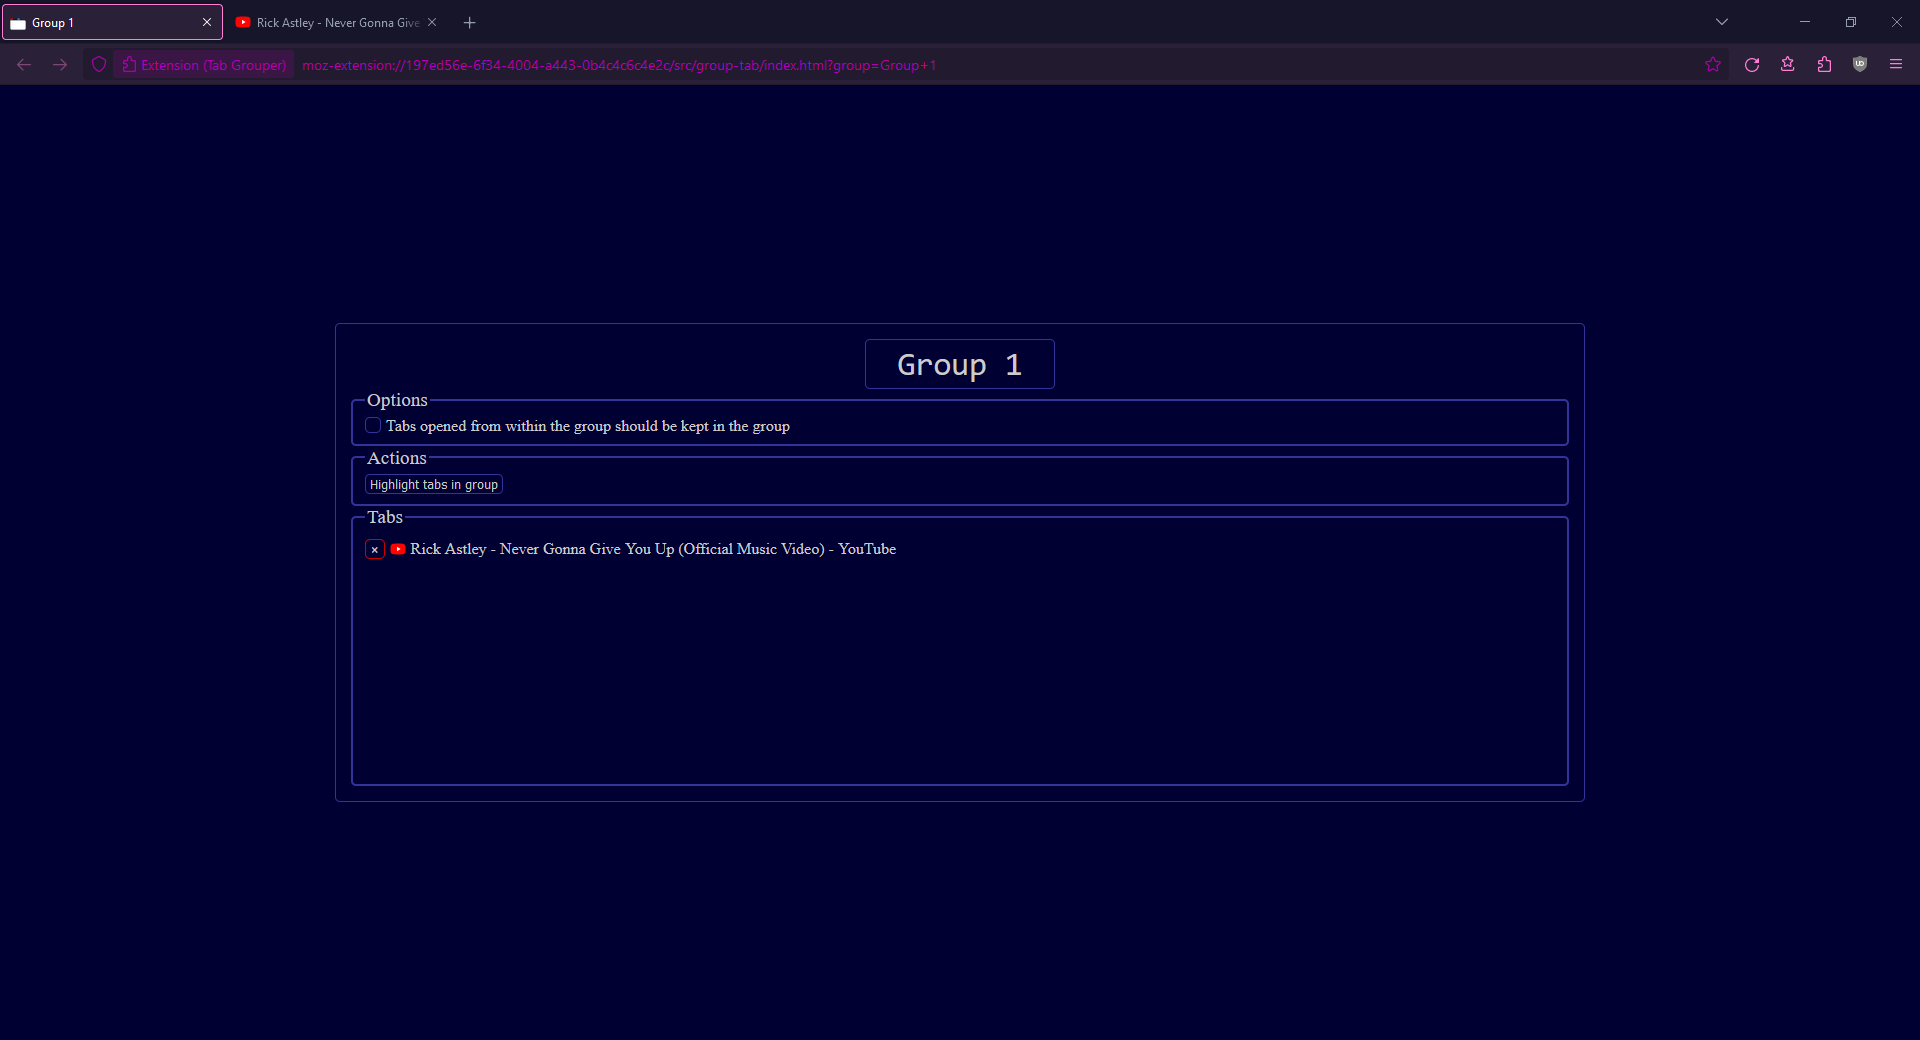 Group 1
Rick Astley - Never Gonna Give
Extension (Tab Grouper)
moz-extension://197ed56e-6f34-4004-a443-0b4c4c6c4e2c/src/group-tab/index.html?group=Group+1
Group 1
Options
Tabs opened from within the group should be kept in the group
Actions
Highlight tabs in group
Tabs
× Rick Astley - Never Gonna Give You Up (Official Music Video) - YouTube